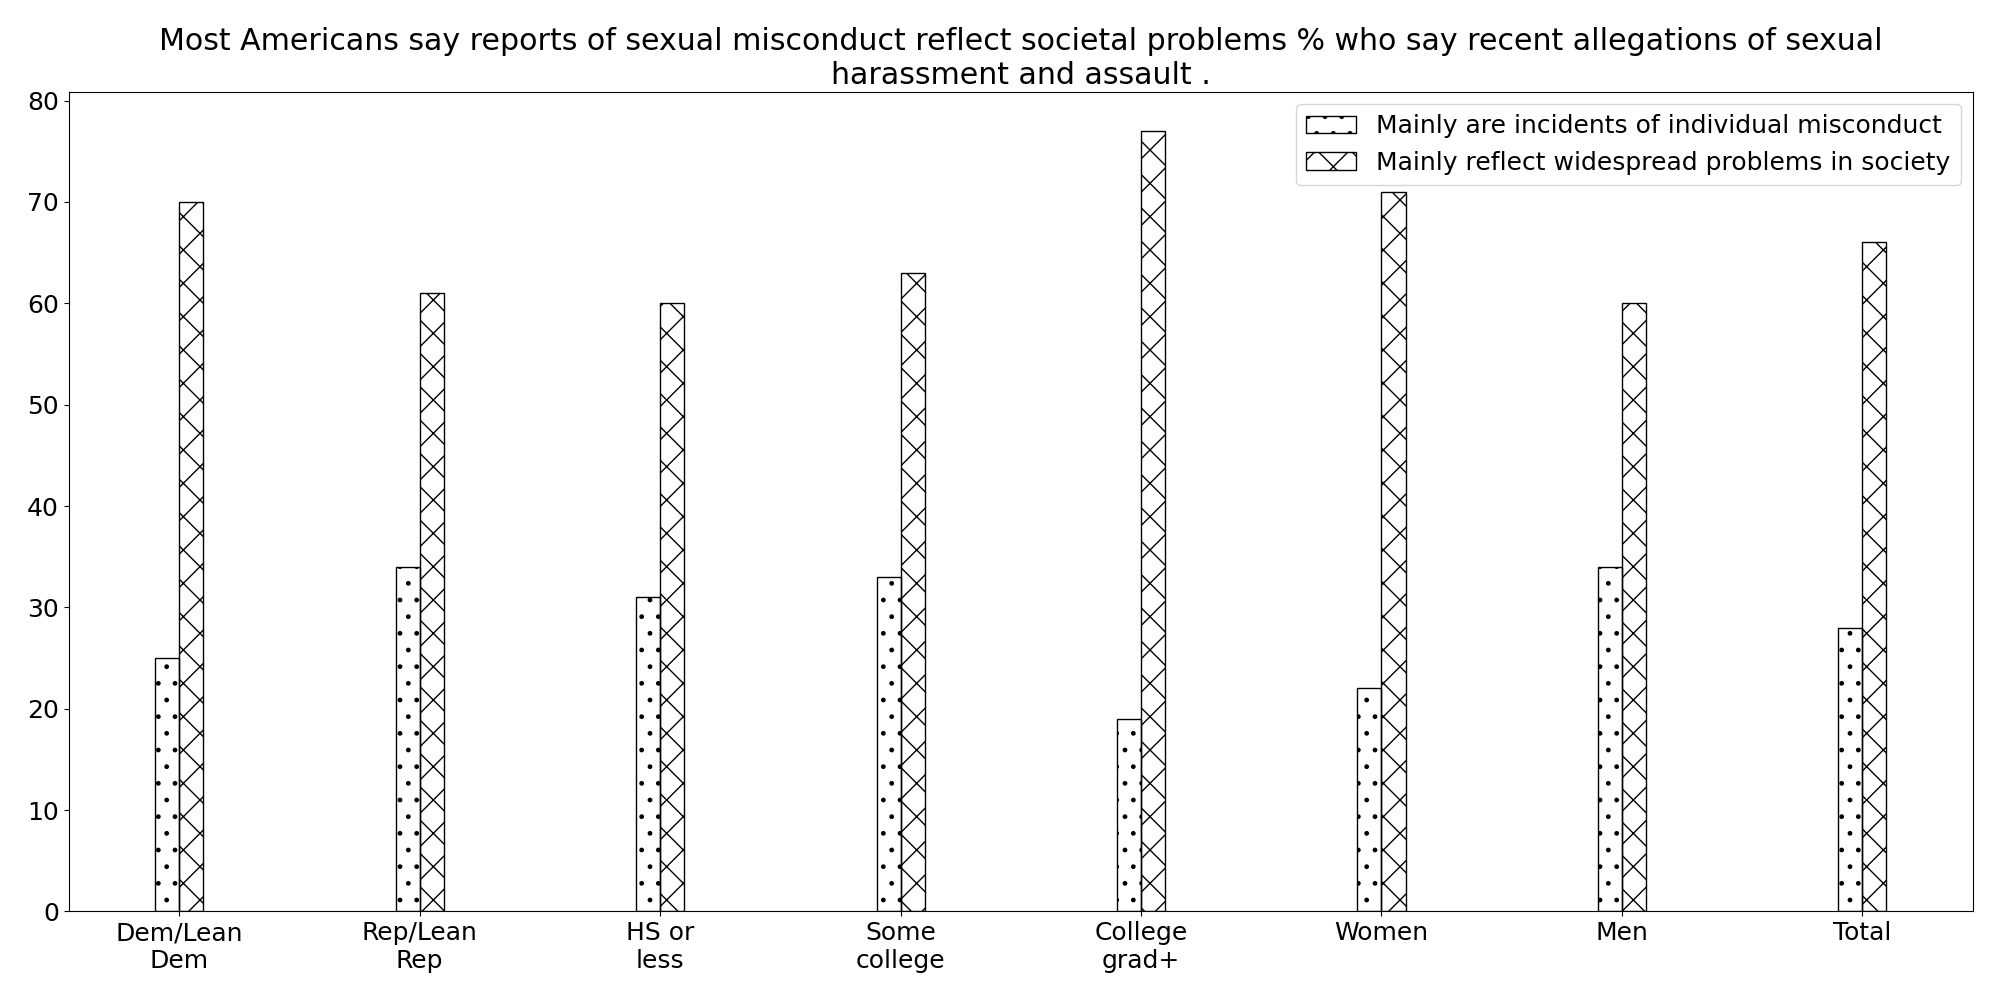 Most Americans say reports of sexual misconduct reflect societal problems % who say recent allegations of sexual
harassment and assault .
Mainly are incidents of individual misconduct
Mainly reflect widespread problems in society
80
70
60
50
40
30
20
10
0
Dem/Lean
Dem
Rep/Lean
Rep
HS or
less
Some
college
College
grad+
Women
Men
Total